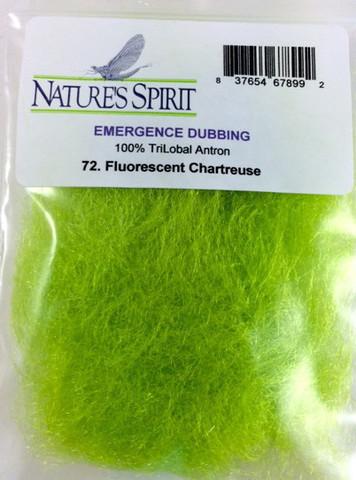 8 37654 67899 2
NATURE'S SPIRIT
EMERGENCE DUBBING
100% TriLobal Antron
72. Fluorescent Chartreuse